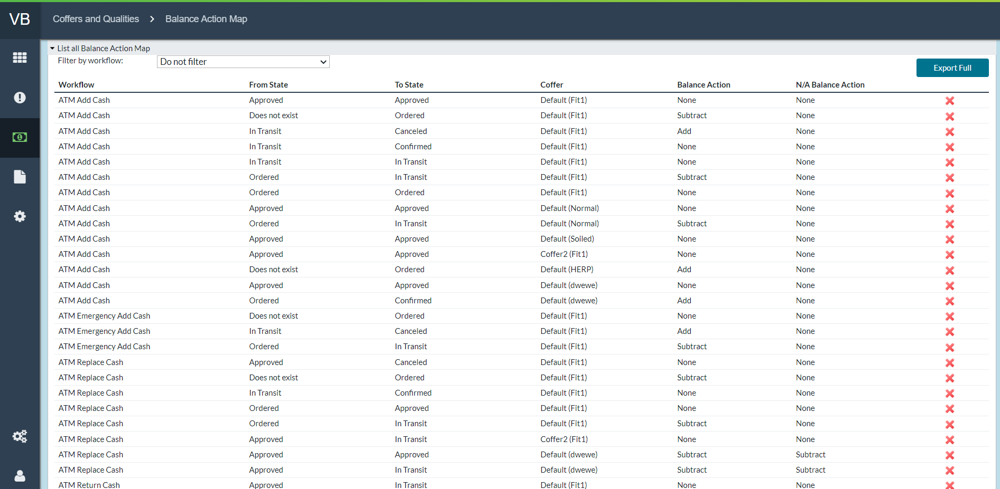 VB
Coffers and Qualities > Balance Action Map
List all Balance Action Map
Filter by workflow: Do not filter
Export Full
Workflow From State To State Coffer Balance Action N/A Balance Action
ATM Add Cash Approved Approved Default (Fit1) None None
ATM Add Cash Does not exist Ordered Default (Fit1) Subtract None
ATM Add Cash In Transit Canceled Default (Fit1) Add None
ATM Add Cash In Transit Confirmed Default (Fit1) None None
ATM Add Cash In Transit In Transit Default (Fit1) None None
ATM Add Cash Ordered In Transit Default (Fit1) Subtract None
ATM Add Cash Ordered Ordered Default (Fit1) None None
ATM Add Cash Approved Approved Default (Normal) None None
ATM Add Cash Ordered In Transit Default (Normal) Subtract None
ATM Add Cash Approved Approved Default (Soiled) None None
ATM Add Cash Approved Approved Coffer2 (Fit1) None None
ATM Add Cash Does not exist Ordered Default (HERP) Add None
ATM Add Cash Approved Approved Default (dwewe) None None
ATM Add Cash Ordered Confirmed Default (dwewe) Add None
ATM Emergency Add Cash Does not exist Ordered Default (Fit1) None None
ATM Emergency Add Cash In Transit Canceled Default (Fit1) Add None
ATM Emergency Add Cash Ordered In Transit Default (Fit1) Subtract None
ATM Replace Cash Approved Canceled Default (Fit1) None None
ATM Replace Cash Does not exist Ordered Default (Fit1) Subtract None
ATM Replace Cash In Transit Confirmed Default (Fit1) None None
ATM Replace Cash Ordered Approved Default (Fit1) None None
ATM Replace Cash Ordered In Transit Default (Fit1) Subtract None
ATM Replace Cash Approved In Transit Coffer2 (Fit1) None None
ATM Replace Cash Approved Approved Default (dwewe) Subtract Subtract
ATM Replace Cash Approved In Transit Default (dwewe) Subtract Subtract
ATM Return Cash Approved In Transit Default (Fit1) None None